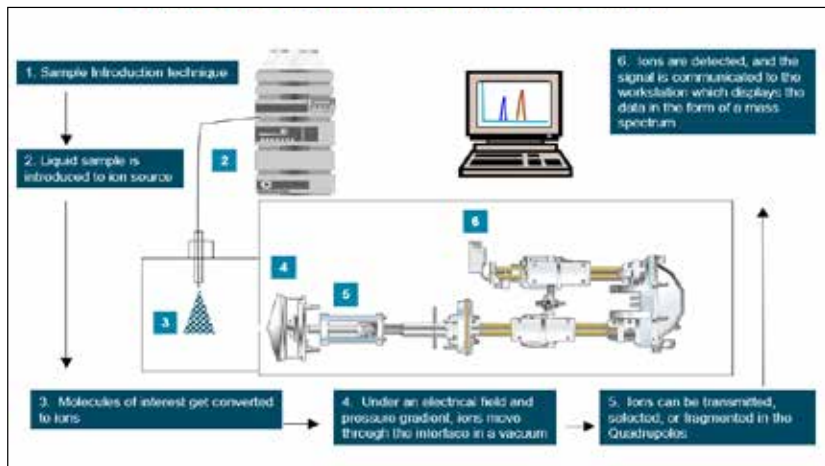 1. Sample Introduction technique
2. Liquid sample is
introduced to ion source
2
6. Ions are detected, and the
signal is communicated to the
workstation which displays the
data in the form of a mass
spectrum
6
4
5
3
3. Molecules of interest get converted
to ions
4. Under an electrical field and
pressure gradient, ions move
through the interface in a vacuum
5. Ions can be transmitted,
selected, or fragmented in the
Quadrupoles